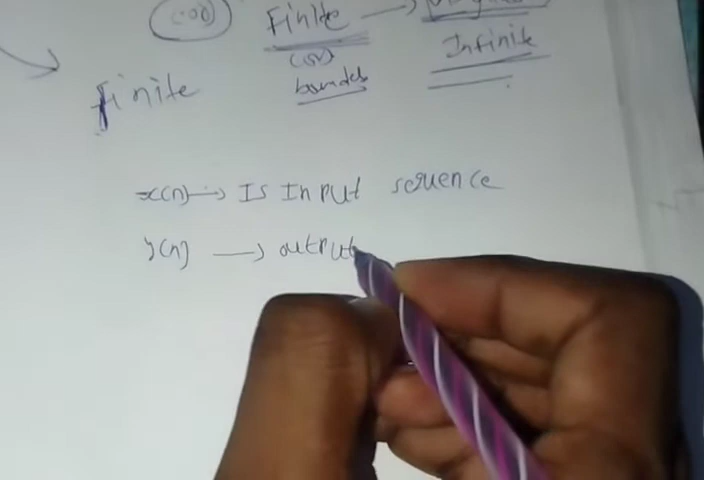 Finite →
(or) Infinite
finite bounded
x(n) → Is Input sequence
y(n) → output